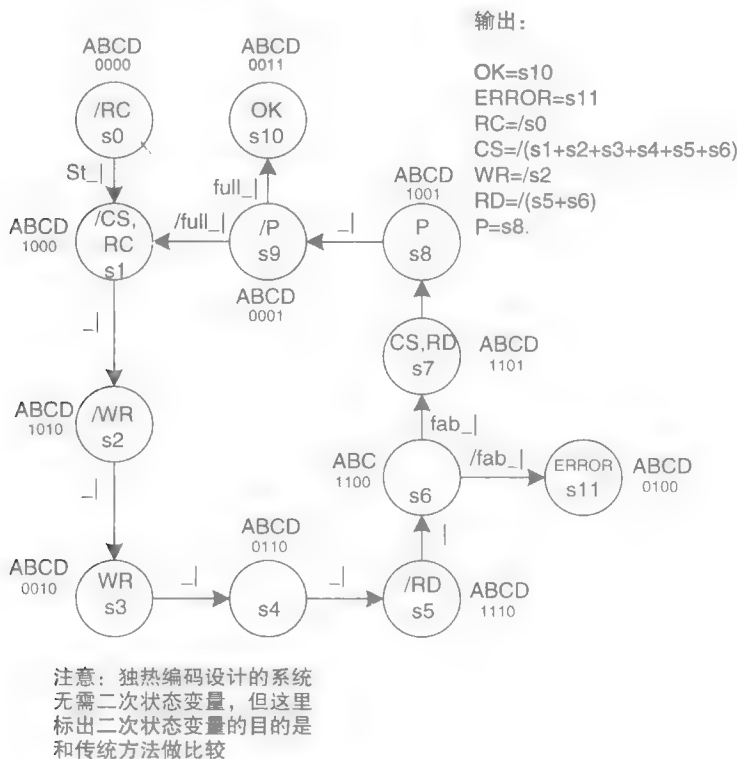 输出：
OK=s10
ERROR=s11
RC=/s0
CS=/(s1+s2+s3+s4+s5+s6)
WR=/s2
RD=/(s5+s6)
P=s8.
ABCD
0000
/RC
s0
St_|
ABCD
0011
OK
s10
full_|
ABCD
1000
/CS,
RC
s1
/full_|
/P
s9
ABCD
0001
_|
ABCD
1001
P
s8
_|
CS,RD
s7
ABCD
1101
fab_|
ABCD
1010
/WR
s2
_|
ABC
1100
s6
/fab_|
ERROR
s11
ABCD
0100
|
ABCD
0010
WR
s3
_|
ABCD
0110
s4
_|
/RD
s5
ABCD
1110
注意：独热编码设计的系统
无需二次状态变量，但这里
标出二次状态变量的目的是
和传统方法做比较